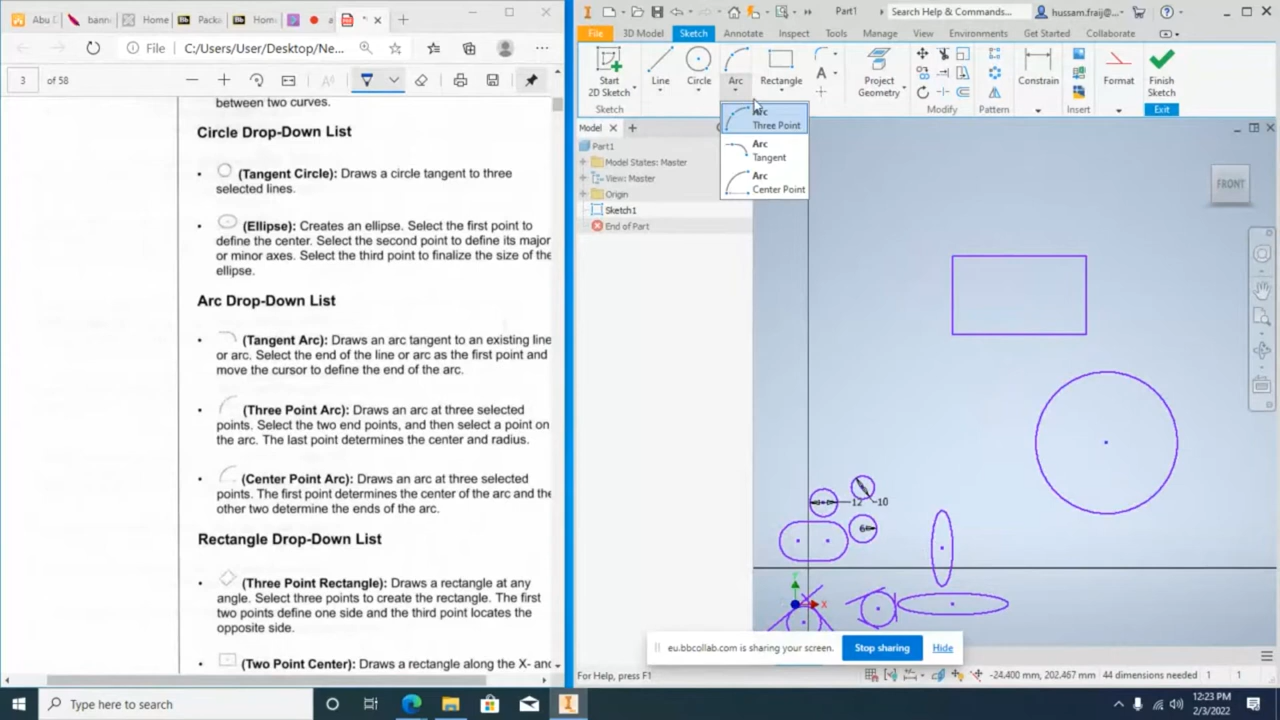 Abu D
bann
Home
Packa
Home
File
C:/Users/User/Desktop/Ne...
3 of 58
between two curves.
Circle Drop-Down List
• (Tangent Circle): Draws a circle tangent to three
selected lines.
• (Ellipse): Creates an ellipse. Select the first point to
define the center. Select the second point to define its major
or minor axes. Select the third point to finalize the size of the
ellipse.
Arc Drop-Down List
• (Tangent Arc): Draws an arc tangent to an existing line
or arc. Select the end of the line or arc as the first point and
move the cursor to define the end of the arc.
• (Three Point Arc): Draws an arc at three selected
points. Select the two end points, and then select a point on
the arc. The last point determines the center and radius.
• (Center Point Arc): Draws an arc at three selected
points. The first point determines the center of the arc and the
other two determine the ends of the arc.
Rectangle Drop-Down List
• (Three Point Rectangle): Draws a rectangle at any
angle. Select three points to create the rectangle. The first
two points define one side and the third point locates the
opposite side.
• (Two Point Center): Draws a rectangle along the X- and
Part1
Search Help & Commands...
hussam.fraij@...
File 3D Model Sketch Annotate Inspect Tools Manage View Environments Get Started Collaborate
Start
2D Sketch
Line
Circle
Arc
Rectangle
A
Project
Geometry
Constrain
Format
Finish
Sketch
Sketch
Modify
Pattern
Insert
Exit
Arc
Three Point
Arc
Tangent
Arc
Center Point
Model
Part1
Model States: Master
View: Master
Origin
Sketch1
End of Part
FRONT
12
10
6
X
eu.bbcollab.com is sharing your screen.
Stop sharing
Hide
For Help, press F1
-24.400 mm, 202.467 mm
44 dimensions needed
1
1
Type here to search
12:23 PM
2/3/2022